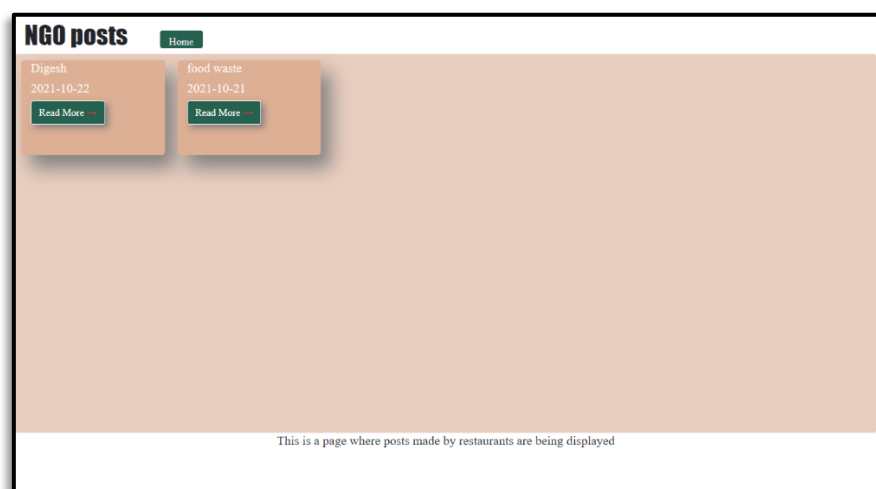 NGO posts
Home
Digesh
2021-10-22
Read More →
food waste
2021-10-21
Read More →
This is a page where posts made by restaurants are being displayed